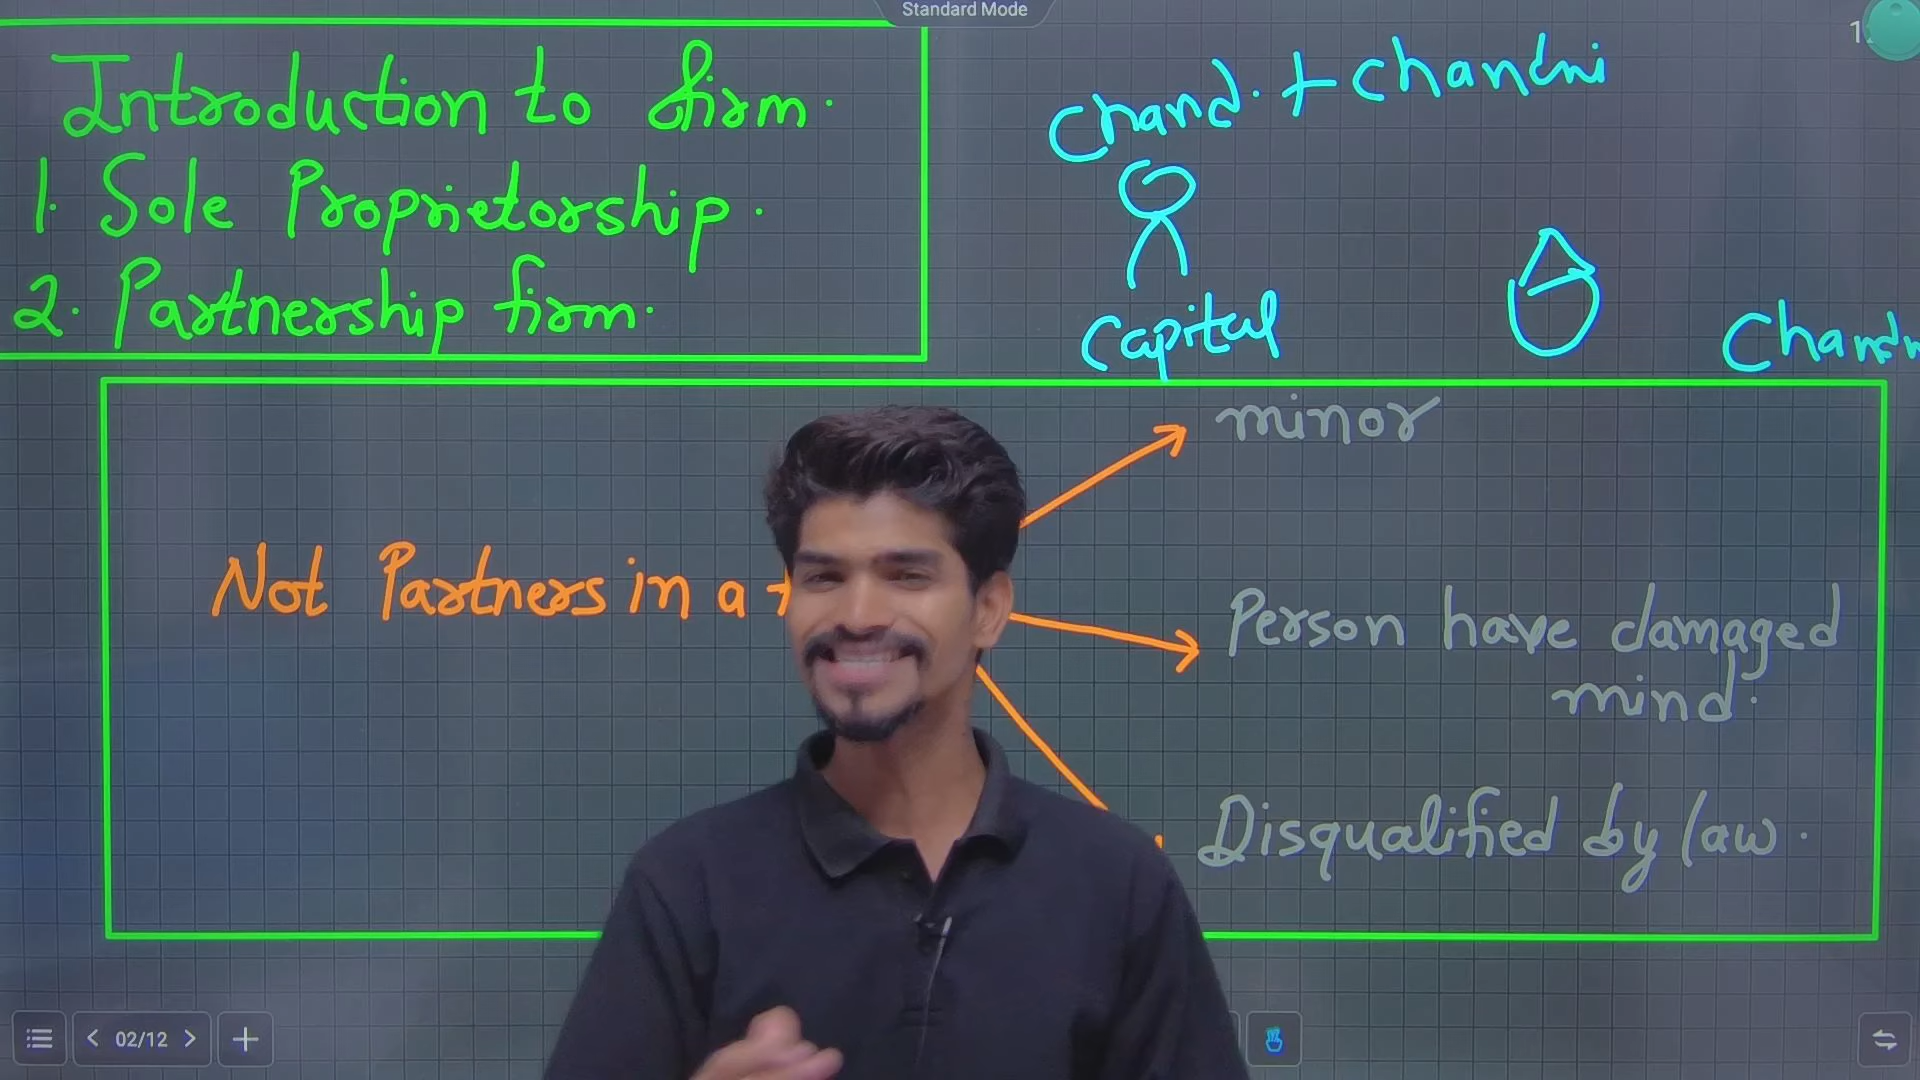 Standard Mode
Introduction to firm.
1. Sole Proprietorship.
2. Partnership firm.
Chand. + Chandni
Capital
minor
Not Partners in a
Person have damaged
mind.
Disqualified by law.
02/12